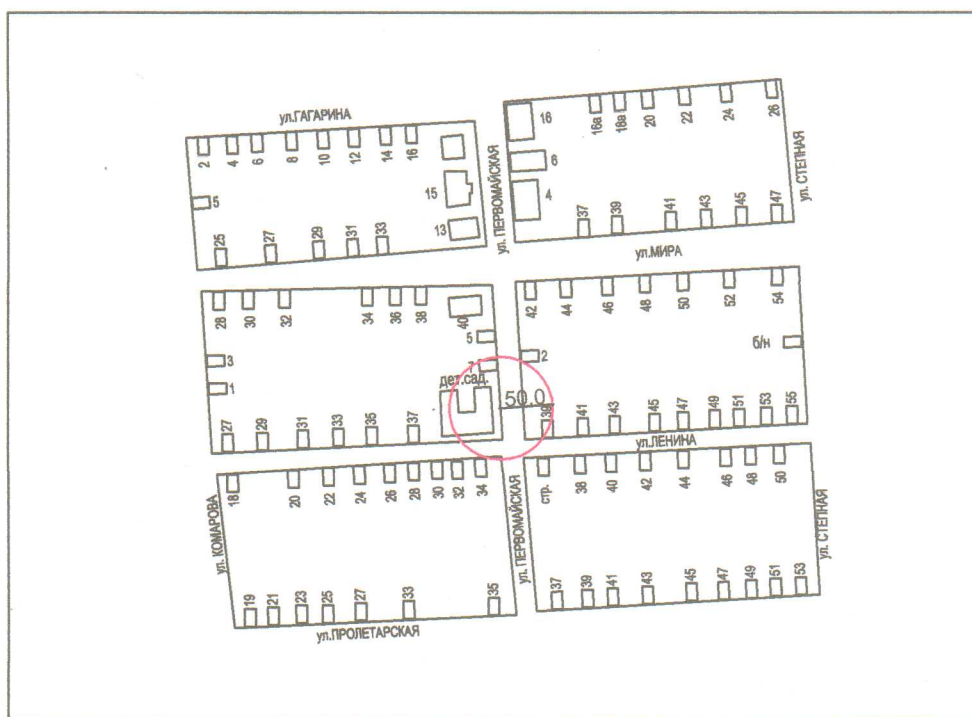 ул.ГАГАРИНА
2 4 6 8 10 12 14 16
5
15
13
25 27 29 31 33
ул. ПЕРВОМАЙСКАЯ
16 16а 18а 20 22 24 26
6
4
37 39 41 43 45 47
ул. СТЕПНАЯ
ул.МИРА
28 30 32 34 36 38 40
5
3
1
дет.сад.
27 29 31 33 35 37
42 44 46 48 50 52 54
2
б/н
50.0
39 41 43 45 47 49 51 53 55
ул.ЛЕНИНА
18 20 22 24 26 28 30 32 34
ул. КОМАРОВА
19 21 23 25 27 33 35
ул.ПРОЛЕТАРСКАЯ
ул. ПЕРВОМАЙСКАЯ
стр. 38 40 42 44 46 48 50
37 39 41 43 45 47 49 51 53
ул. СТЕПНАЯ